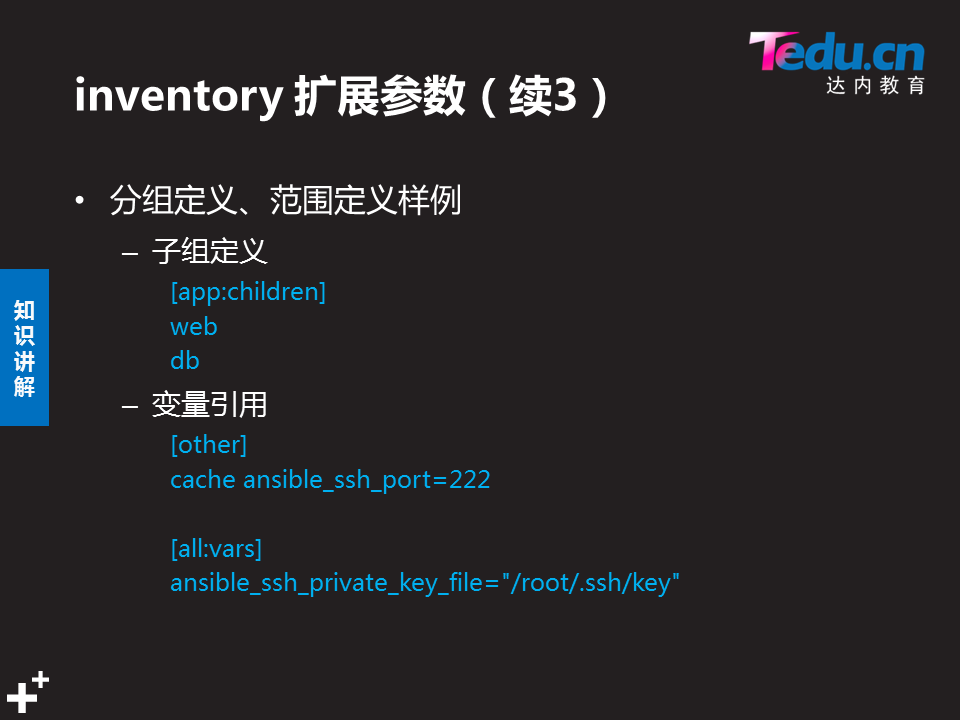 Tedu.cn
达内教育
inventory 扩展参数（续3）
• 分组定义、范围定义样例
– 子组定义
[app:children]
web
db
– 变量引用
[other]
cache ansible_ssh_port=222
[all:vars]
ansible_ssh_private_key_file="/root/.ssh/key"
知
识
讲
解